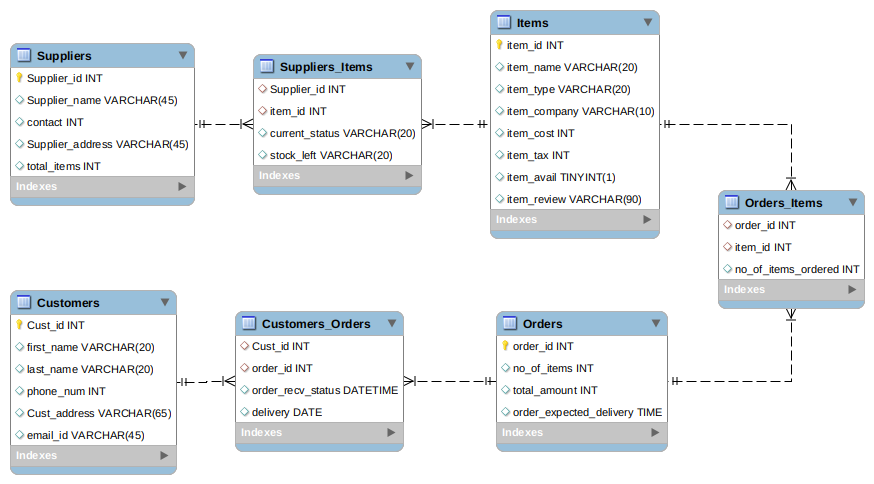 Suppliers
Supplier_id INT
Supplier_name VARCHAR(45)
contact INT
Supplier_address VARCHAR(45)
total_items INT
Indexes
Suppliers_Items
Supplier_id INT
item_id INT
current_status VARCHAR(20)
stock_left VARCHAR(20)
Indexes
Items
item_id INT
item_name VARCHAR(20)
item_type VARCHAR(20)
item_company VARCHAR(10)
item_cost INT
item_tax INT
item_avail TINYINT(1)
item_review VARCHAR(90)
Indexes
Orders_Items
order_id INT
item_id INT
no_of_items_ordered INT
Indexes
Customers
Cust_id INT
first_name VARCHAR(20)
last_name VARCHAR(20)
phone_num INT
Cust_address VARCHAR(65)
email_id VARCHAR(45)
Indexes
Customers_Orders
Cust_id INT
order_id INT
order_recv_status DATETIME
delivery DATE
Indexes
Orders
order_id INT
no_of_items INT
total_amount INT
order_expected_delivery TIME
Indexes